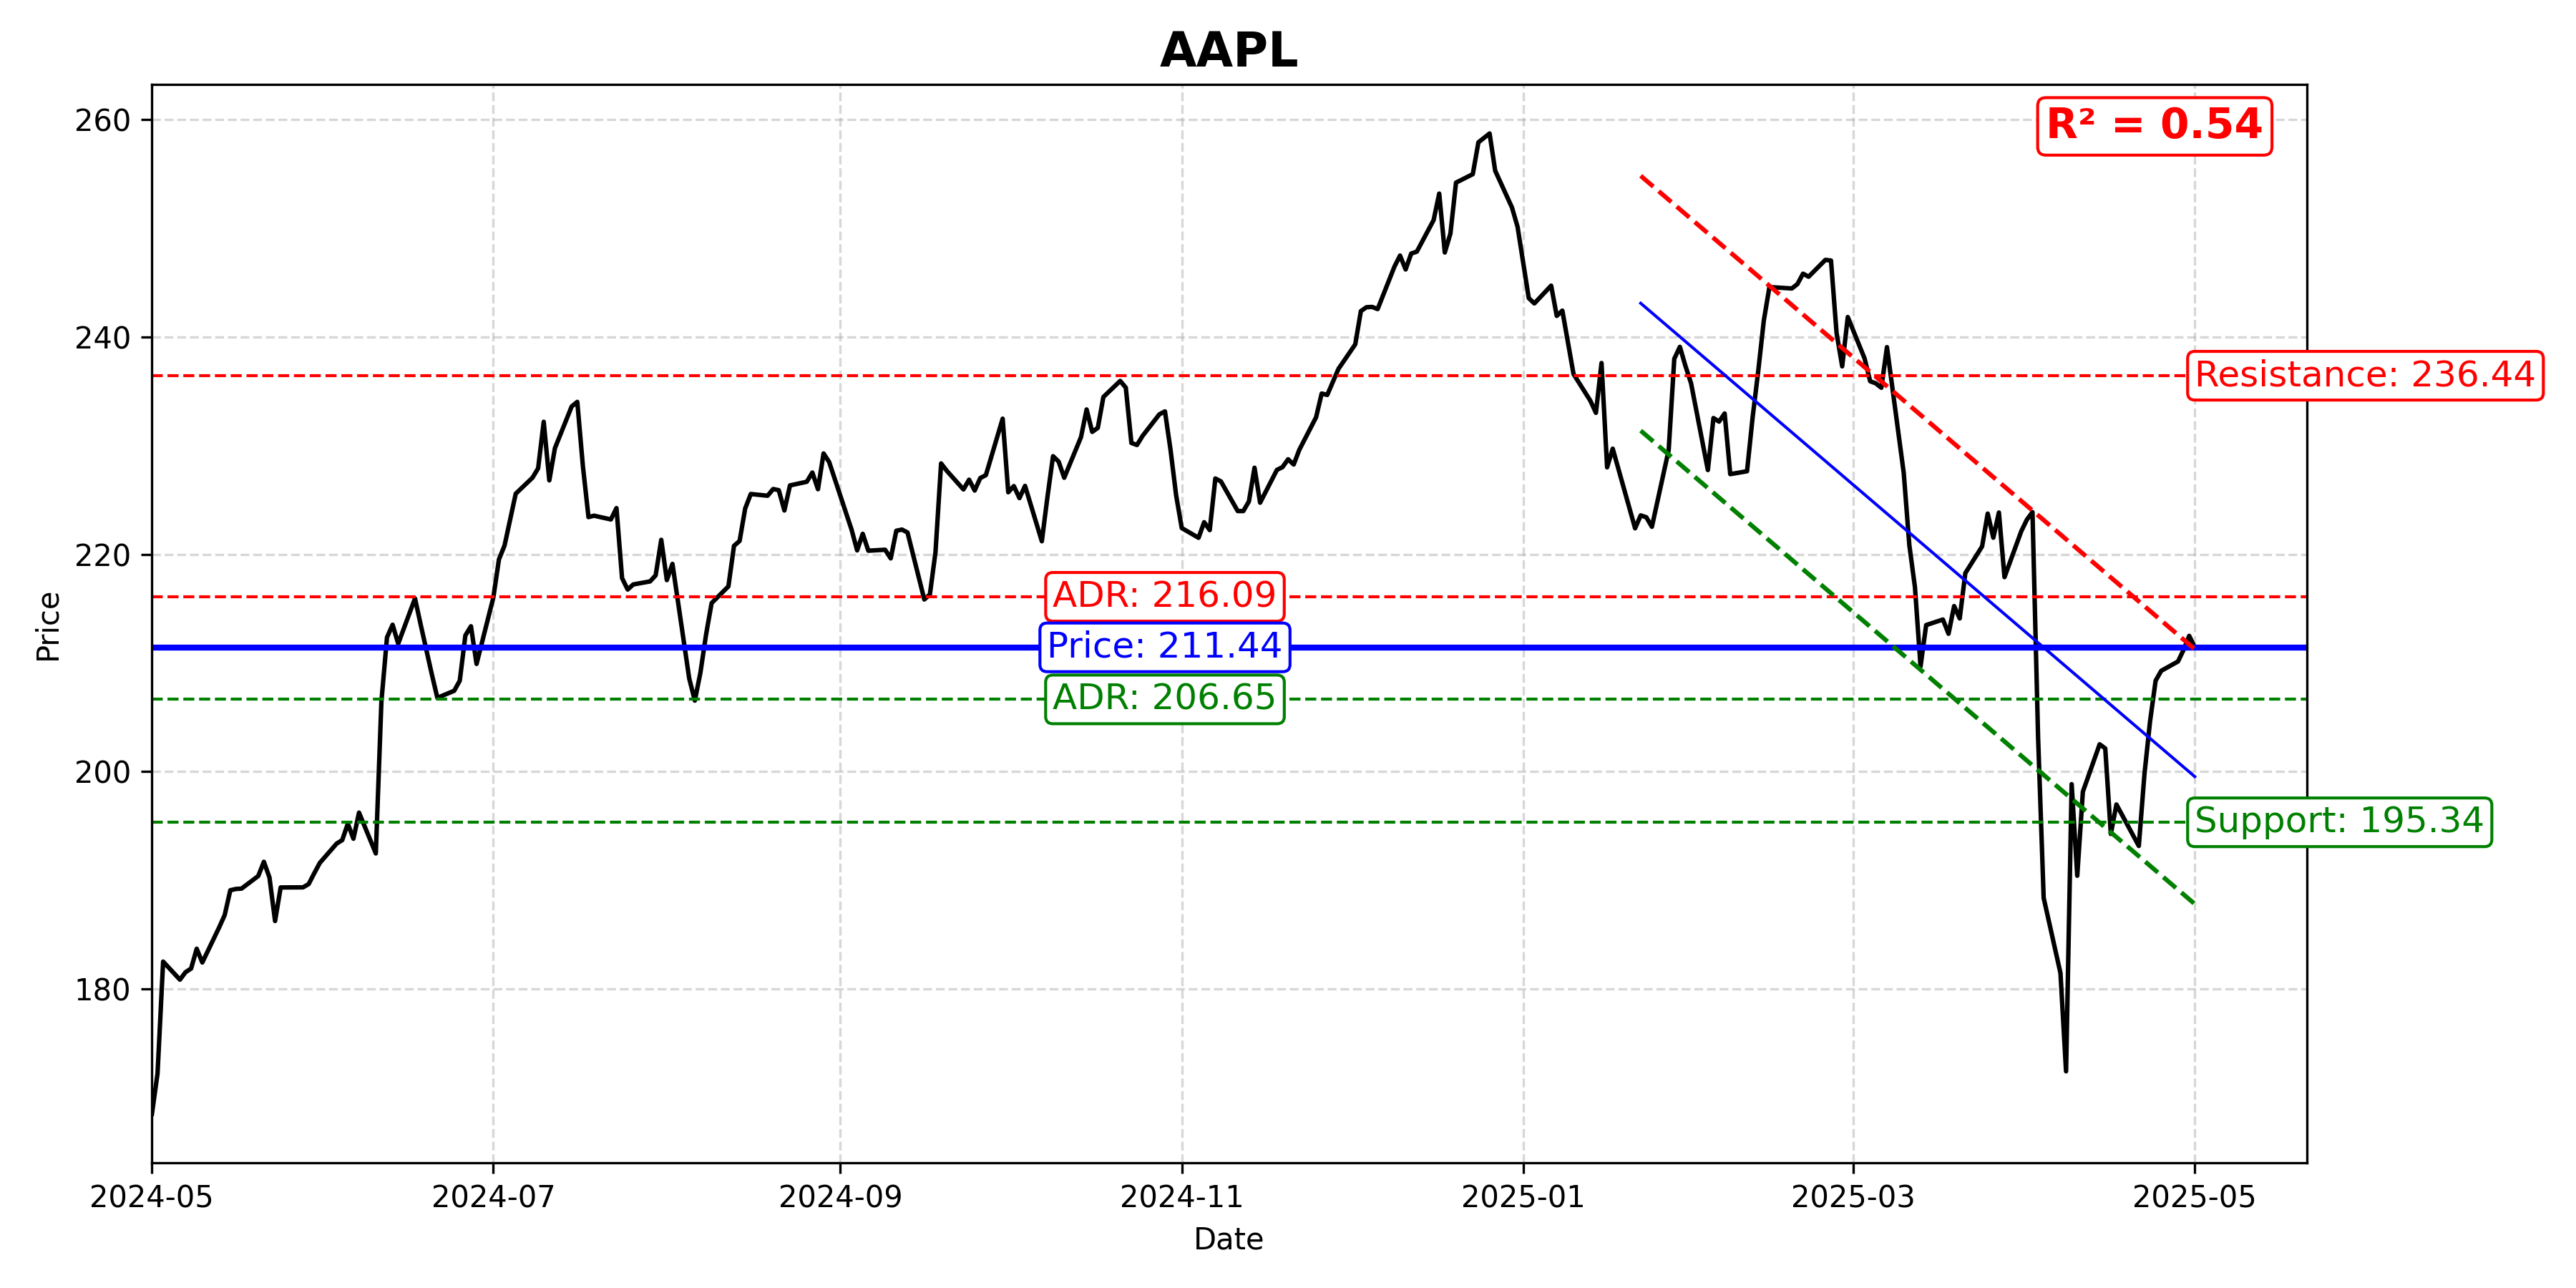 AAPL
R² = 0.54
260
240
220
200
180
Price
Resistance: 236.44
ADR: 216.09
Price: 211.44
ADR: 206.65
Support: 195.34
2024-05
2024-07
2024-09
2024-11
2025-01
2025-03
2025-05
Date